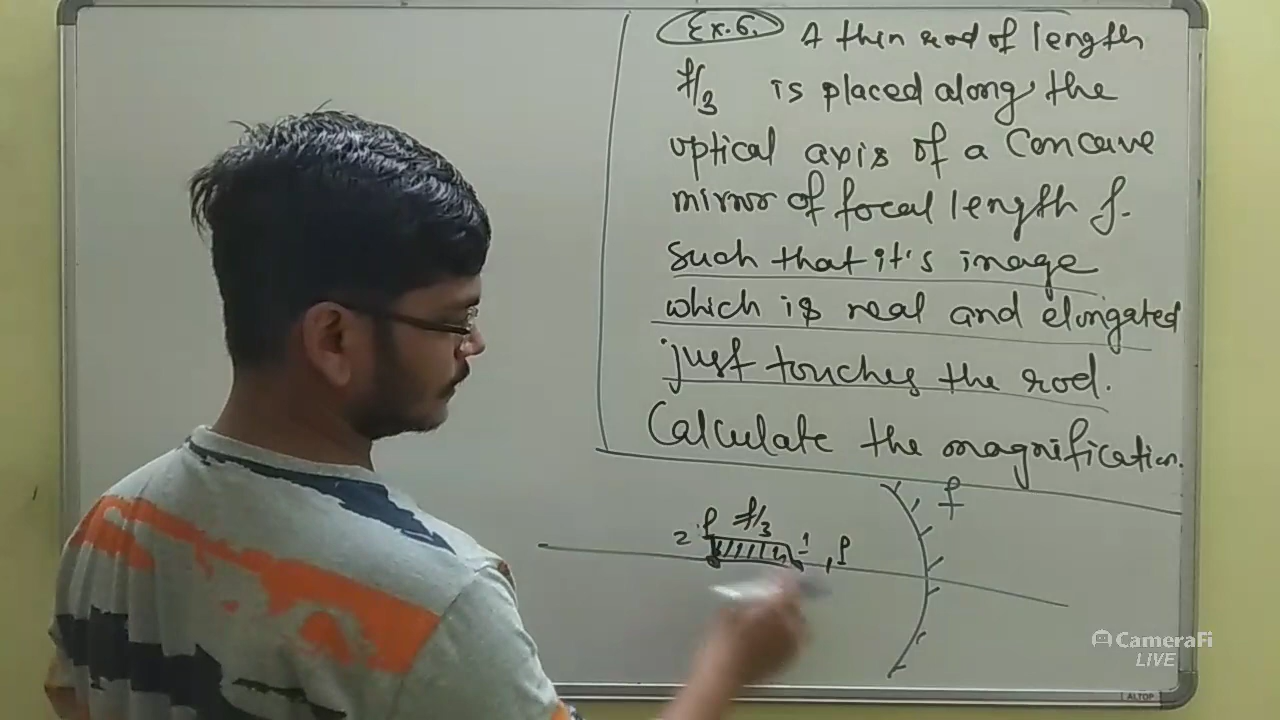 Ex.6. A thin rod of length
f/3 is placed along the
optical axis of a Concave
mirror of focal length f.
Such that it's image
which is real and elongated
just touches the rod.
Calculate the magnification.
f
f/3
2
1
CameraFi
LIVE
ALTOP